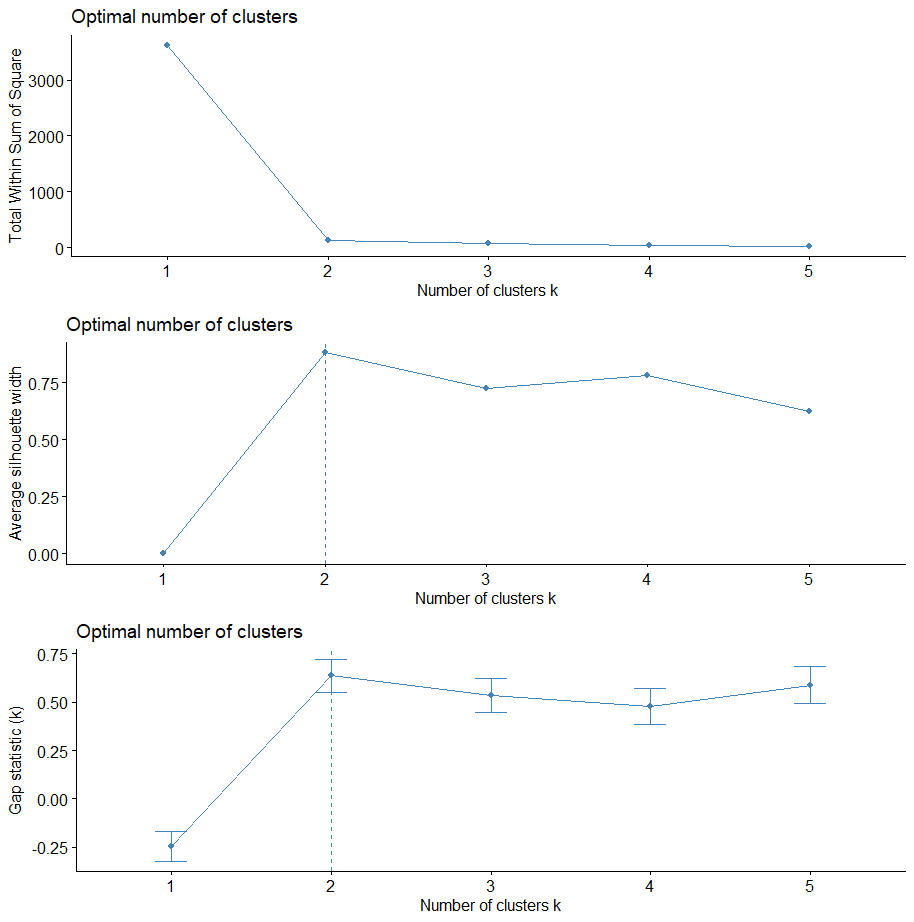 Optimal number of clusters
Total Within Sum of Square
3000
2000
1000
0
1 2 3 4 5
Number of clusters k
Optimal number of clusters
Average silhouette width
0.75
0.50
0.25
0.00
1 2 3 4 5
Number of clusters k
Optimal number of clusters
Gap statistic (k)
0.75
0.50
0.25
0.00
-0.25
1 2 3 4 5
Number of clusters k